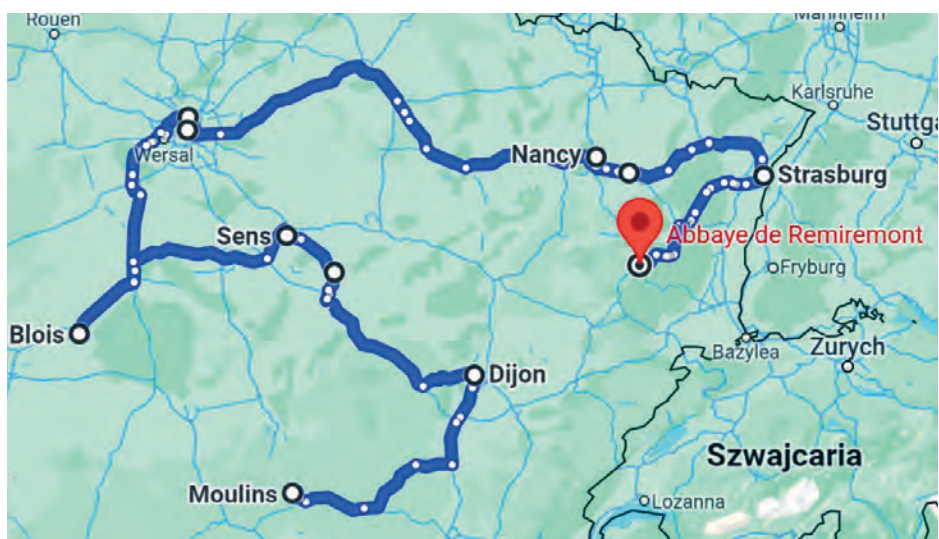 Rouen
Mannheim
Karlsruhe
Wersal
Stuttga
Nancy
Strasburg
Sens
Abbaye de Remiremont
Fryburg
Blois
Bazylea
Zurych
Dijon
Szwajcaria
Moulins
Lozanna